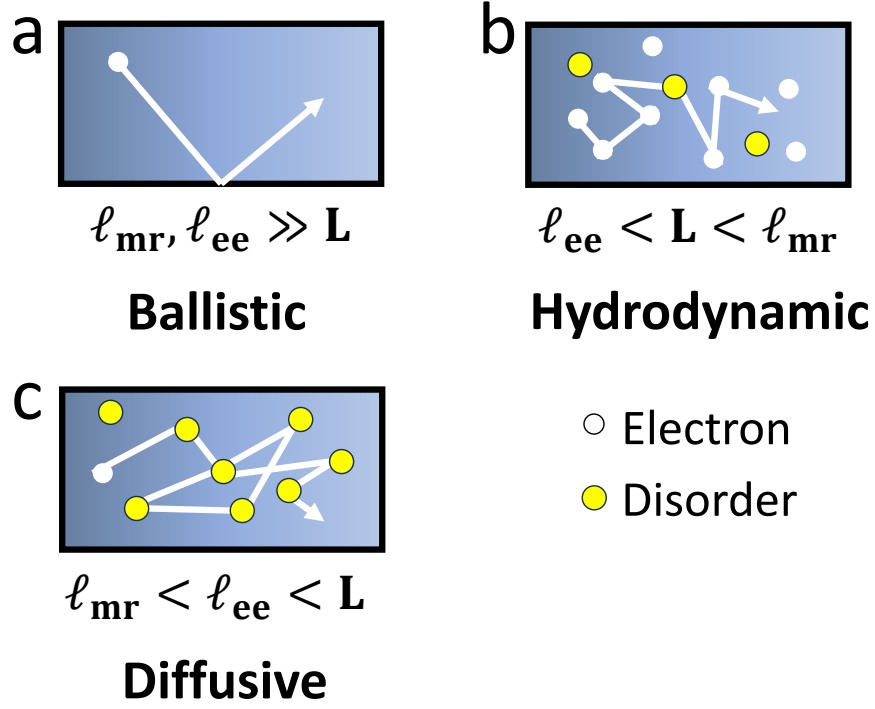 a
ℓmr, ℓee ≫ L
Ballistic
b
ℓee < L < ℓmr
Hydrodynamic
c
ℓmr < ℓee < L
Diffusive
Electron
Disorder